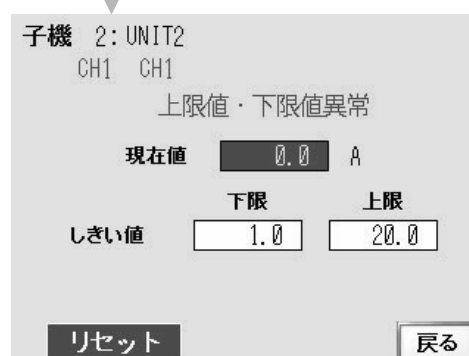 子機 2:UNIT2
CH1 CH1
上限値・下限値異常
現在値 0.0 A
下限 上限
しきい値 1.0 20.0
リセット 戻る